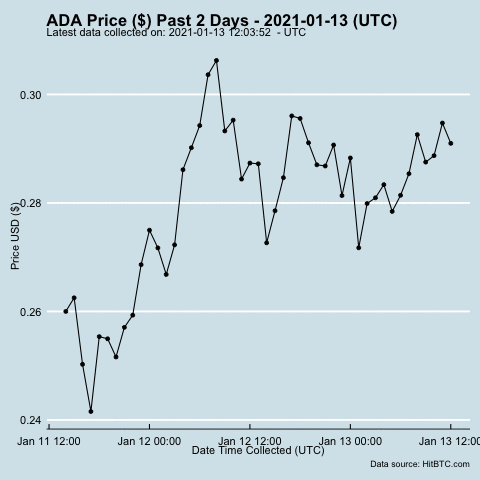 ADA Price ($) Past 2 Days - 2021-01-13 (UTC)
Latest data collected on: 2021-01-13 12:03:52 - UTC
0.30
0.28
0.26
0.24
Price USD ($)
Jan 11 12:00 Jan 12 00:00 Jan 12 12:00 Jan 13 00:00 Jan 13 12:00
Date Time Collected (UTC)
Data source: HitBTC.com